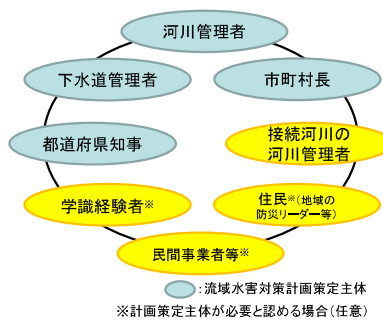 河川管理者
下水道管理者
市町村長
都道府県知事
接続河川の
河川管理者
学識経験者※
住民※(地域の
防災リーダー等)
民間事業者等※
:流域水害対策計画策定主体
※計画策定主体が必要と認める場合(任意)